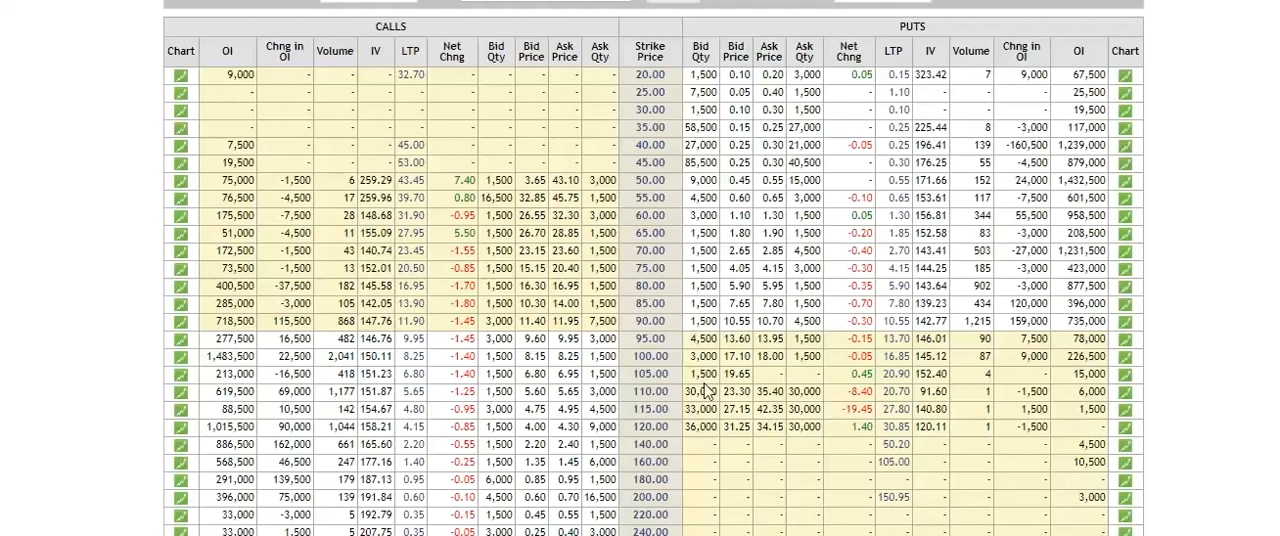 CALLS PUTS
Chart OI Chng in OI Volume IV LTP Net Chng Bid Qty Bid Price Ask Price Ask Qty Strike Price Bid Qty Bid Price Ask Price Ask Qty Net Chng LTP IV Volume Chng in OI OI Chart
9,000 - - - 32.70 - - - - - 20.00 1,500 0.10 0.20 3,000 0.05 0.15 323.42 7 9,000 67,500
- - - - - - - - - - 25.00 7,500 0.05 0.40 1,500 - 1.10 - - - 25,500
- - - - - - - - - - 30.00 1,500 0.10 0.30 1,500 - 0.10 - - - 19,500
- - - - - - - - - - 35.00 58,500 0.15 0.25 27,000 - 0.25 225.44 8 -3,000 117,000
7,500 - - - 45.00 - - - - - 40.00 27,000 0.25 0.30 21,000 -0.05 0.25 196.41 139 -160,500 1,239,000
19,500 - - - 53.00 - - - - - 45.00 85,500 0.25 0.30 40,500 - 0.30 176.25 55 -4,500 879,000
75,000 -1,500 6 259.29 43.45 7.40 1,500 3.65 43.10 3,000 50.00 9,000 0.45 0.55 15,000 - 0.55 171.66 152 24,000 1,432,500
76,500 -4,500 17 259.96 39.70 0.80 16,500 32.85 45.75 1,500 55.00 4,500 0.60 0.65 3,000 -0.10 0.65 153.61 117 -7,500 601,500
175,500 -7,500 28 148.68 31.90 -0.95 1,500 26.55 32.30 3,000 60.00 3,000 1.10 1.30 1,500 0.05 1.30 156.81 344 55,500 958,500
51,000 -4,500 11 155.09 27.95 5.50 1,500 26.70 28.85 1,500 65.00 1,500 1.80 1.90 1,500 -0.20 1.85 152.58 83 -3,000 208,500
172,500 -1,500 43 140.74 23.45 -1.55 1,500 23.15 23.60 1,500 70.00 1,500 2.65 2.85 4,500 -0.40 2.70 143.41 503 -27,000 1,231,500
73,500 -1,500 13 152.01 20.50 -0.85 1,500 15.15 20.40 1,500 75.00 1,500 4.05 4.15 3,000 -0.30 4.15 144.25 185 -3,000 423,000
400,500 -37,500 182 145.58 16.95 -1.70 1,500 16.30 16.95 1,500 80.00 1,500 5.90 5.95 1,500 -0.35 5.90 143.64 902 -3,000 877,500
285,000 -3,000 105 142.05 13.90 -1.80 1,500 10.30 14.00 1,500 85.00 1,500 7.65 7.80 1,500 -0.70 7.80 139.23 434 120,000 396,000
718,500 115,500 868 147.76 11.90 -1.45 3,000 11.40 11.95 7,500 90.00 1,500 10.55 10.70 4,500 -0.30 10.55 142.77 1,215 159,000 735,000
277,500 16,500 482 146.76 9.95 -1.45 3,000 9.60 9.95 3,000 95.00 4,500 13.60 13.95 1,500 -0.15 13.70 146.01 90 7,500 78,000
1,483,500 22,500 2,041 150.11 8.25 -1.40 1,500 8.15 8.25 1,500 100.00 3,000 17.10 18.00 1,500 -0.05 16.85 145.12 87 9,000 226,500
213,000 -16,500 418 151.23 6.80 -1.40 1,500 6.80 6.95 1,500 105.00 1,500 19.65 - - 0.45 20.90 152.40 4 - 15,000
619,500 69,000 1,177 151.87 5.65 -1.25 1,500 5.60 5.65 3,000 110.00 23.30 35.40 30,000 -8.40 20.70 91.60 1 -1,500 6,000
88,500 10,500 142 154.67 4.80 -0.95 3,000 4.75 4.95 4,500 115.00 33,000 27.15 42.35 30,000 -19.45 27.80 140.80 1 1,500 1,500
1,015,500 90,000 1,044 158.21 4.15 -0.85 1,500 4.00 4.30 9,000 120.00 36,000 31.25 34.15 30,000 1.40 30.85 120.11 1 -1,500 -
886,500 162,000 661 165.60 2.20 -0.55 1,500 2.20 2.40 1,500 140.00 - - - - - 50.20 - - - 4,500
568,500 46,500 247 177.16 1.40 -0.25 1,500 1.35 1.45 6,000 160.00 - - - - - 105.00 - - - 10,500
291,000 139,500 179 187.13 0.95 -0.05 6,000 0.85 0.95 1,500 180.00 - - - - - - - - - -
396,000 75,000 139 191.84 0.60 -0.10 4,500 0.60 0.70 16,500 200.00 - - - - - 150.95 - - - 3,000
33,000 -3,000 5 192.79 0.35 -0.15 1,500 0.45 0.55 1,500 220.00 - - - - - - - - - -
33,000 1,500 5 207.75 0.35 -0.05 3,000 0.25 0.40 3,000 240.00 - - - - - - - - - -